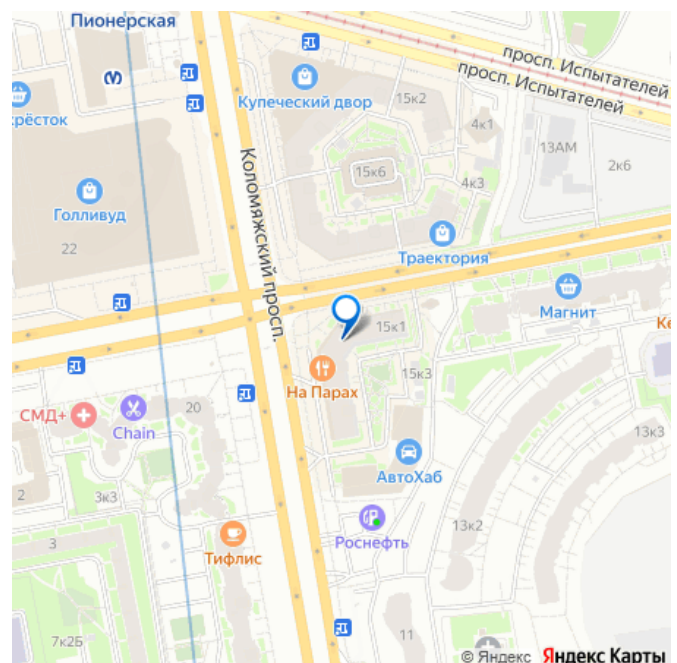 Пионерская
просп. Испытателей
просп. Испытателей
Купеческий двор
15к2
крёсток
4к1
13АМ
2к6
15к6
4к3
Голливуд
22
Коломяжский просп.
Траектория
Магнит
15к1
Ке
На Парах
15к3
СМД+
Chain
20
13к3
АвтоХаб
2
3к3
Роснефть
13к2
3
Тифлис
7к2Б
11
© Яндекс Яндекс Карты